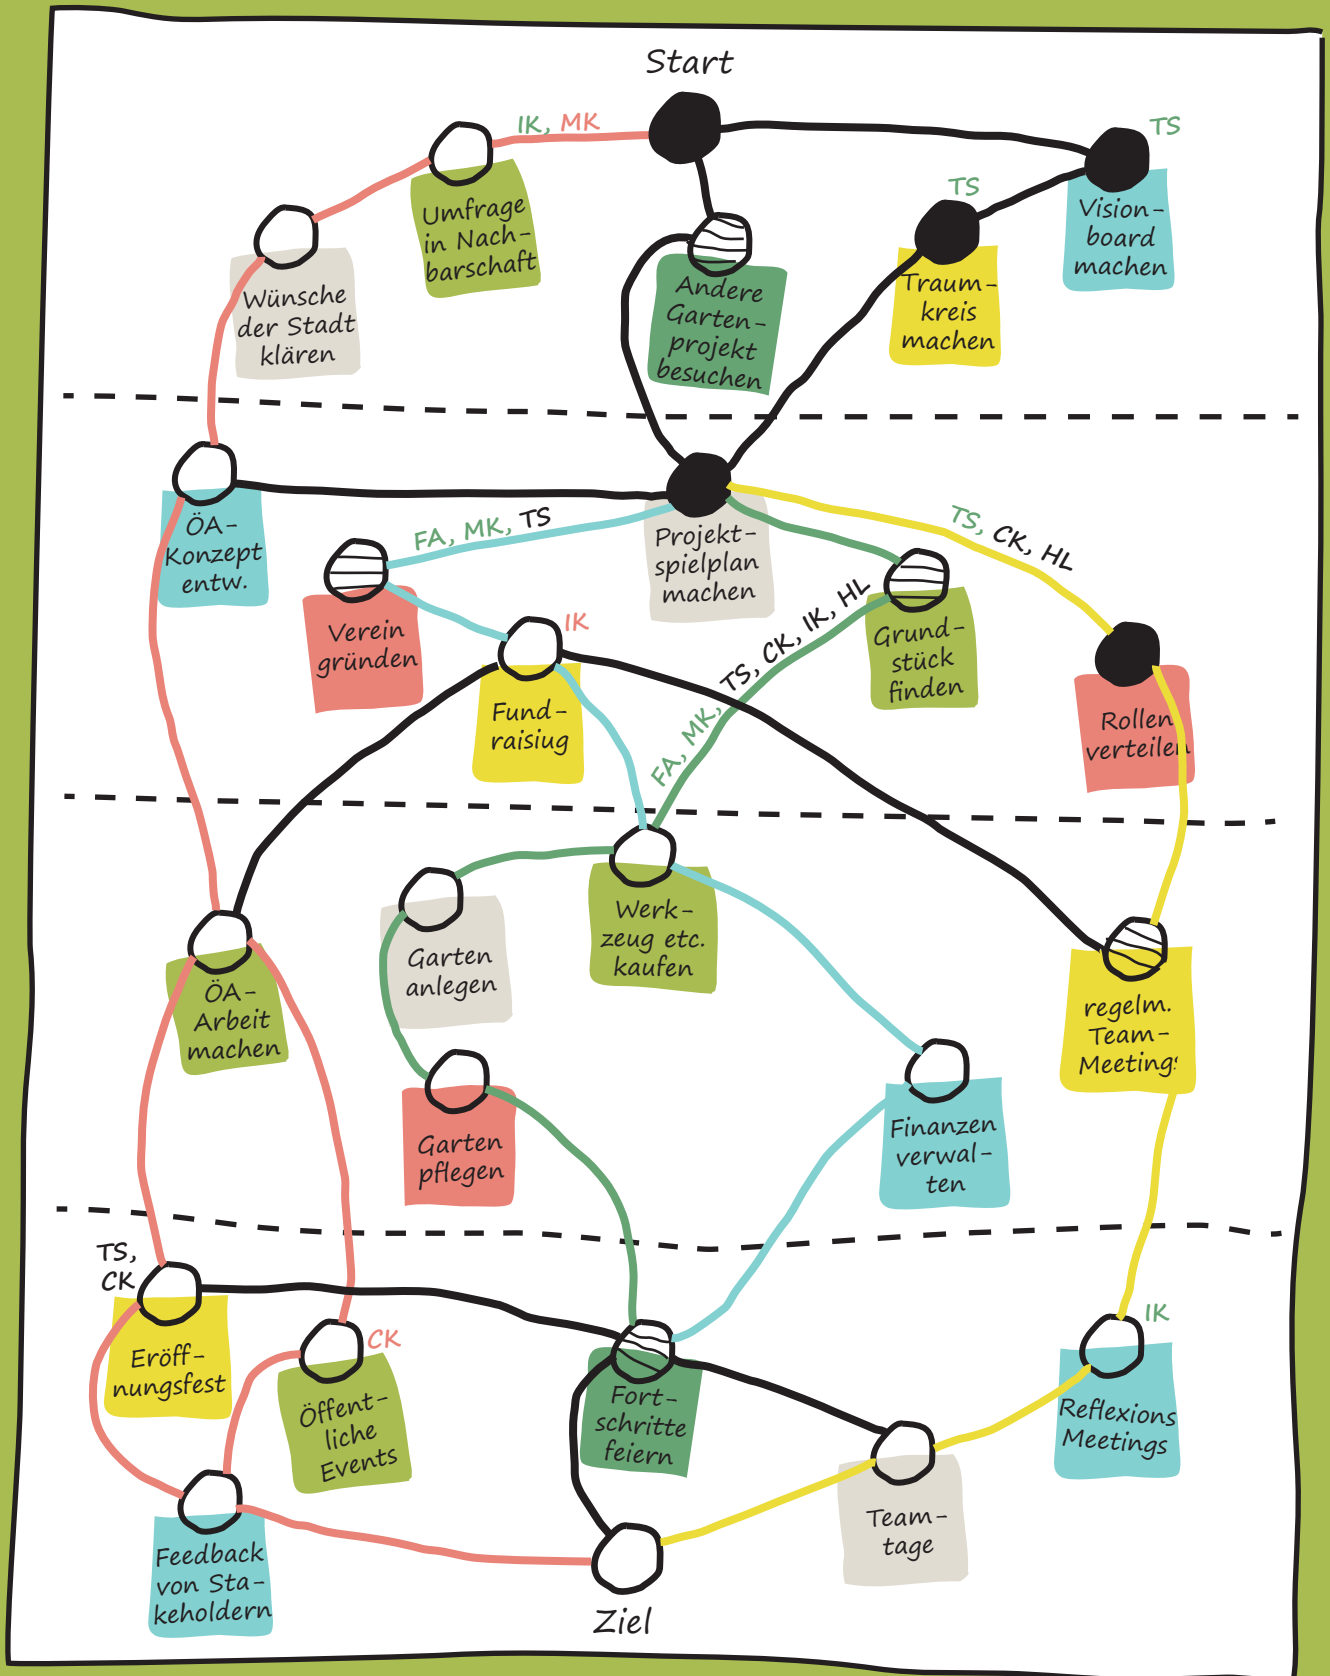 Start
IK, MK
TS
TS
Umfrage
in Nach-
barschaft
Vision-
board
machen
Wünsche
der Stadt
klären
Andere
Garten-
projekt
besuchen
Traum-
kreis
machen
ÖA-
Konzept
entw.
FA, MK, TS
Projekt-
spielplan
machen
TS, CK, HL
Verein
gründen
IK
Fund-
raisiug
FA, MK, TS, CK, IK, HL
Grund-
stück
finden
Rollen
verteilen
Garten
anlegen
Werk-
zeug etc.
kaufen
ÖA-
Arbeit
machen
regelm.
Team-
Meetings
Garten
pflegen
Finanzen
verwal-
ten
TS,
CK
Eröff-
nungsfest
CK
Öffent-
liche
Events
Fort-
schritte
feiern
IK
Reflexions
Meetings
Team-
tage
Feedback
von Sta-
keholdern
Ziel